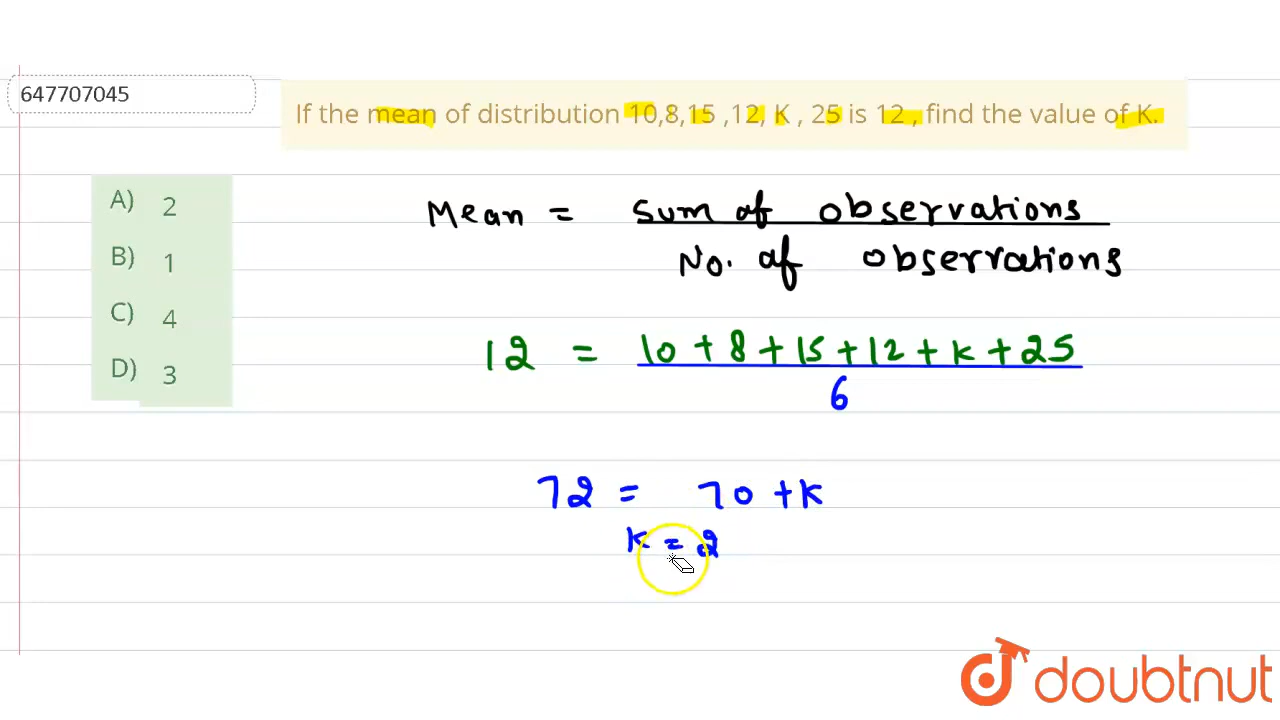 647707045
If the mean of distribution 10,8,15 ,12, K , 25 is 12 , find the value of K.
A) 2
B) 1
C) 4
D) 3
Mean = Sum of observations
No. of observations
12 = 10 + 8 + 15 + 12 + K + 25
6
72 = 70 + K
K = 2
doubtnut